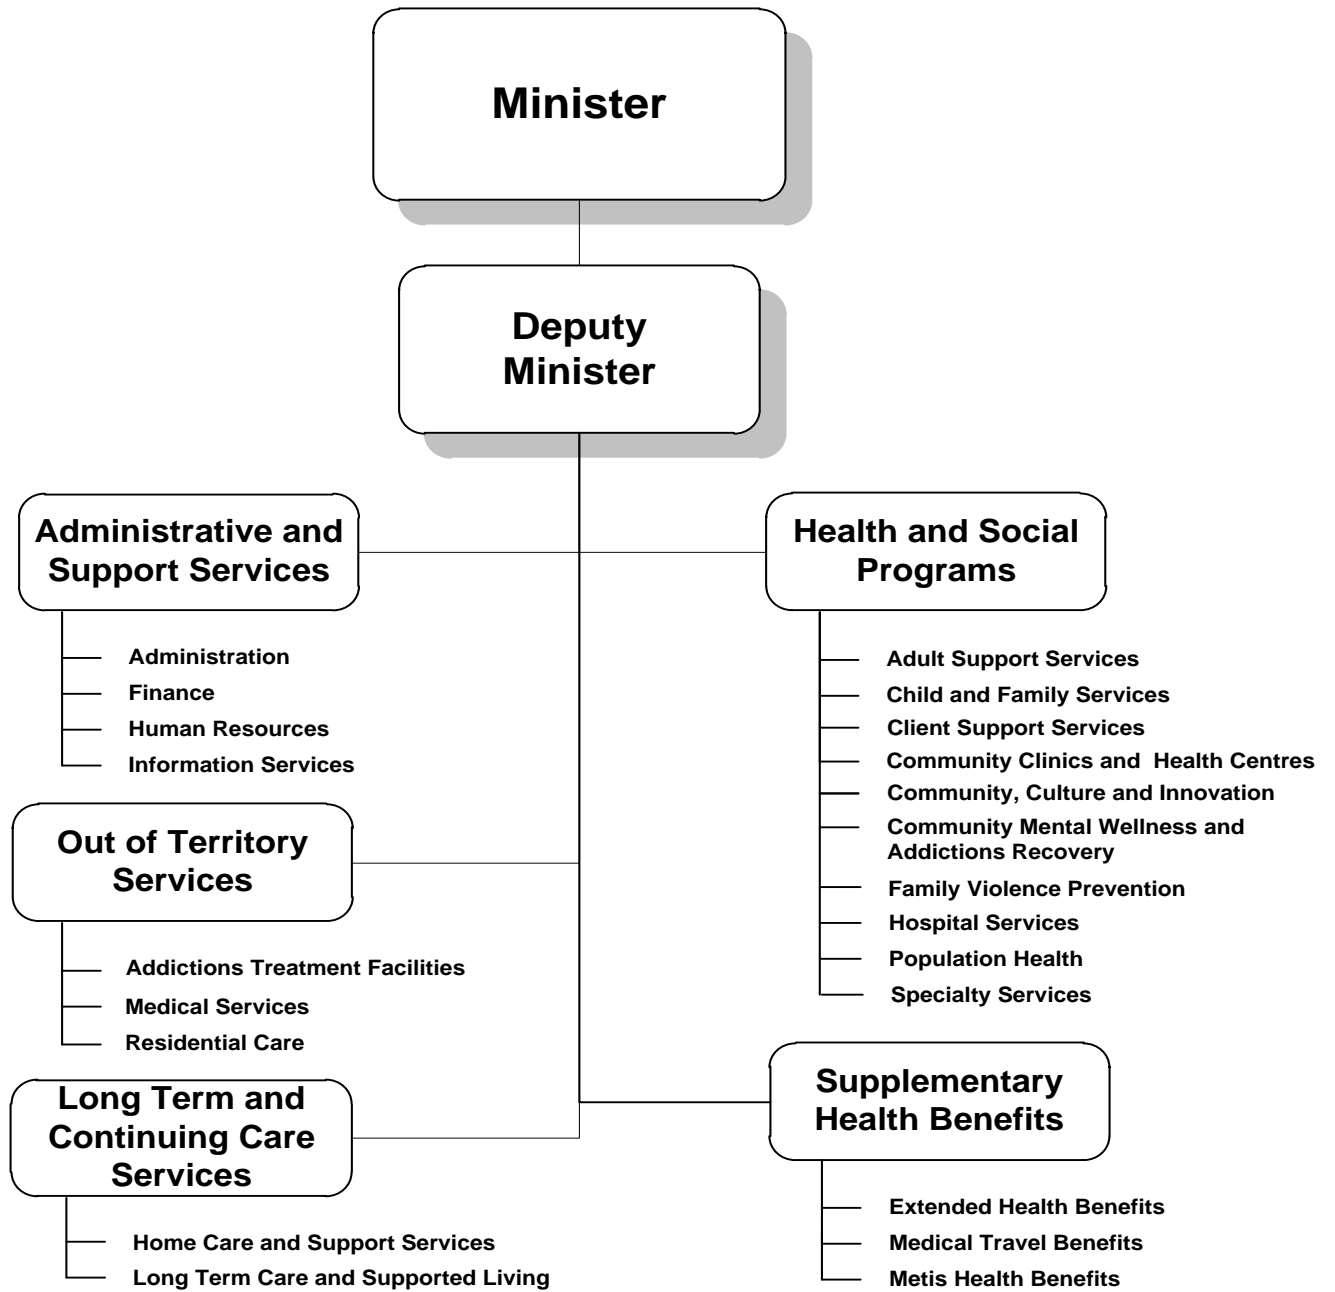 Minister
Deputy
Minister
Administrative and
Support Services
Administration
Finance
Human Resources
Information Services
Out of Territory
Services
Addictions Treatment Facilities
Medical Services
Residential Care
Long Term and
Continuing Care
Services
Home Care and Support Services
Long Term Care and Supported Living
Health and Social
Programs
Adult Support Services
Child and Family Services
Client Support Services
Community Clinics and  Health Centres
Community, Culture and Innovation
Community Mental Wellness and
Addictions Recovery
Family Violence Prevention
Hospital Services
Population Health
Specialty Services
Supplementary
Health Benefits
Extended Health Benefits
Medical Travel Benefits
Metis Health Benefits